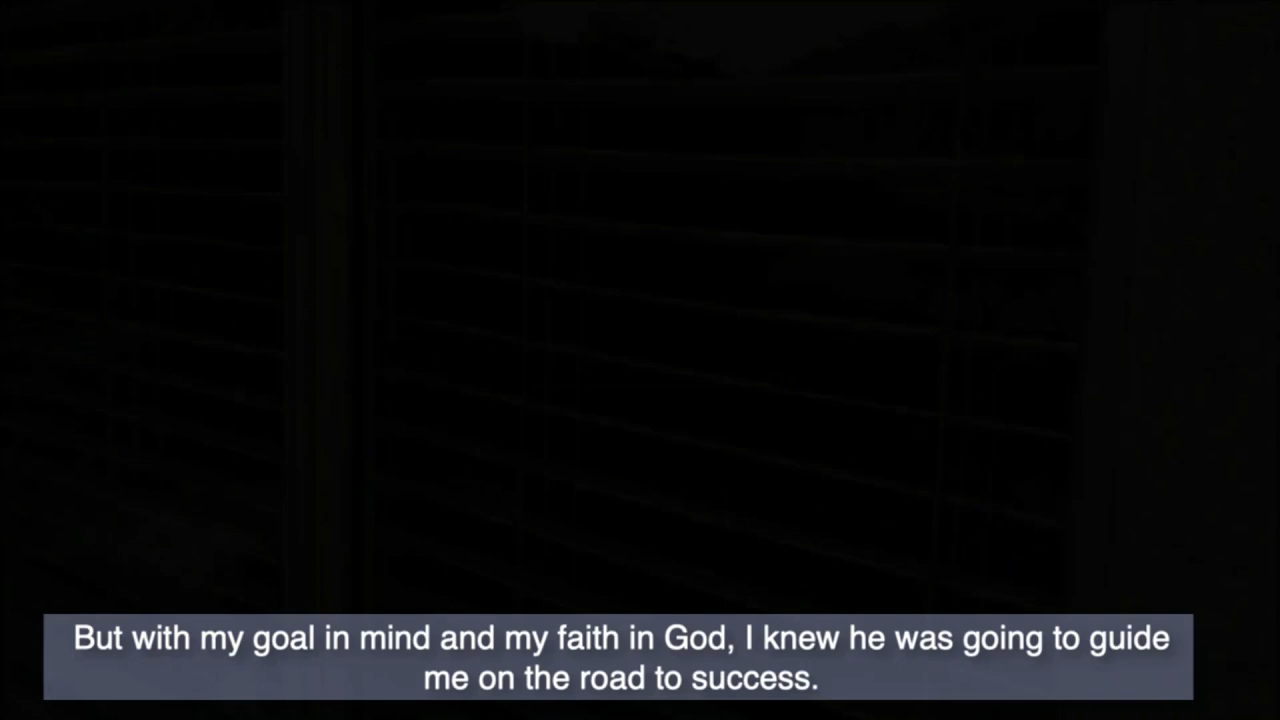 But with my goal in mind and my faith in God, I knew he was going to guide
me on the road to success.